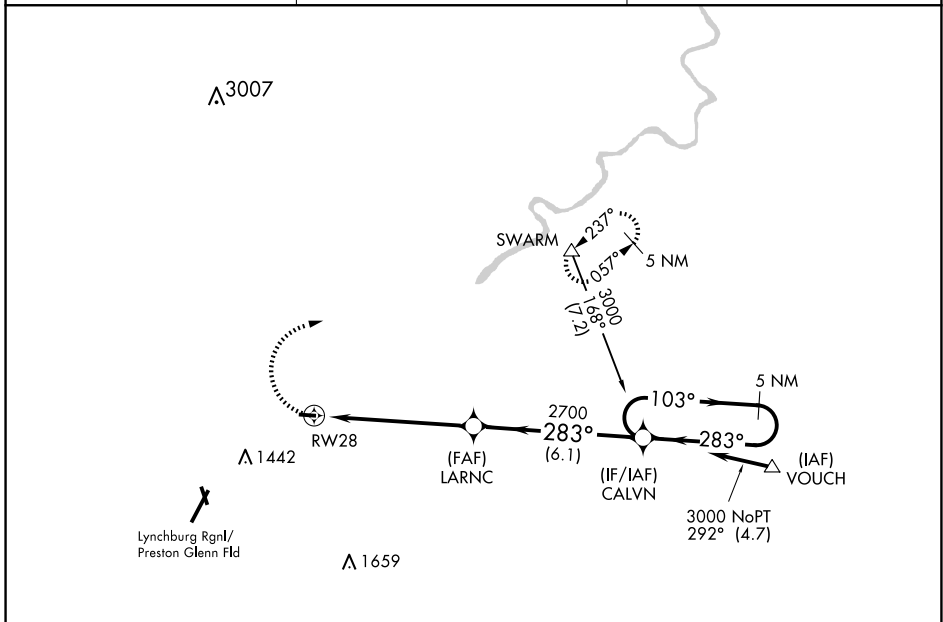 3007
SWARM
237°
057°
5 NM
3000
168°
(7.2)
5 NM
103°
2700
283°
(6.1)
283°
RW28
(FAF)
LARNC
(IF/IAF)
CALVN
(IAF)
VOUCH
1442
3000 NoPT
292° (4.7)
Lynchburg Rgnl/
Preston Glenn Fld
1659